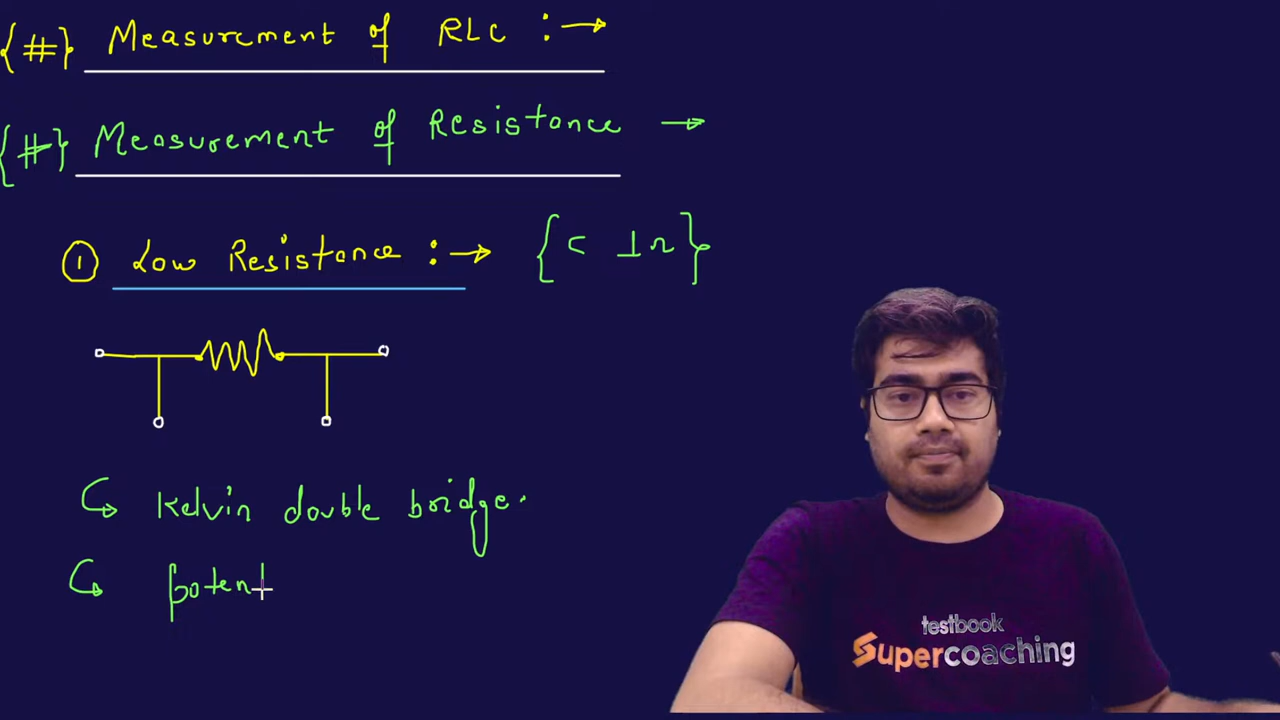 {#} Measurement of RLC :→
{#} Measurement of Resistance →
① Low Resistance :→ {< 1Ω}
↪ Kelvin double bridge.
↪ potent
testbook
Supercoaching